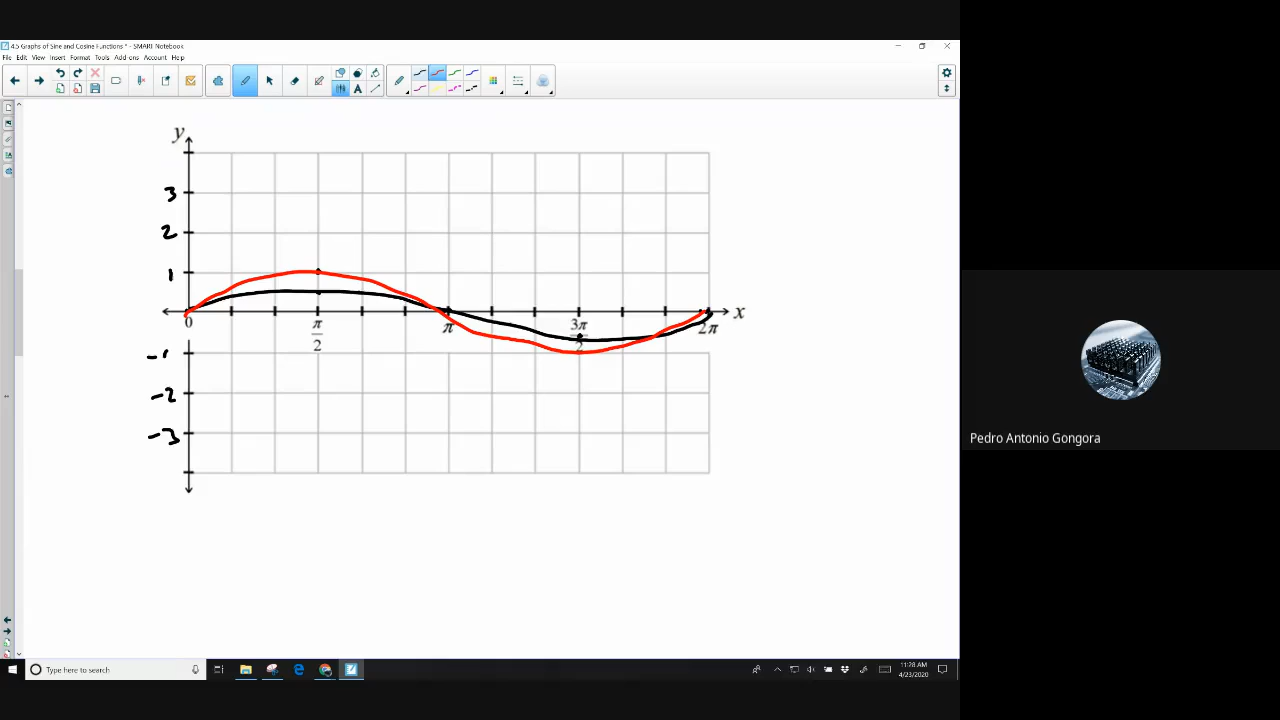 4.5 Graphs of Sine and Cosine Functions * - SMART Notebook
File Edit View Insert Format Tools Add-ons Account Help
y
3
2
1
0 π/2 π 3π/2 2π x
-1
-2
-3
Pedro Antonio Gongora
Type here to search
11:28 AM
4/23/2020